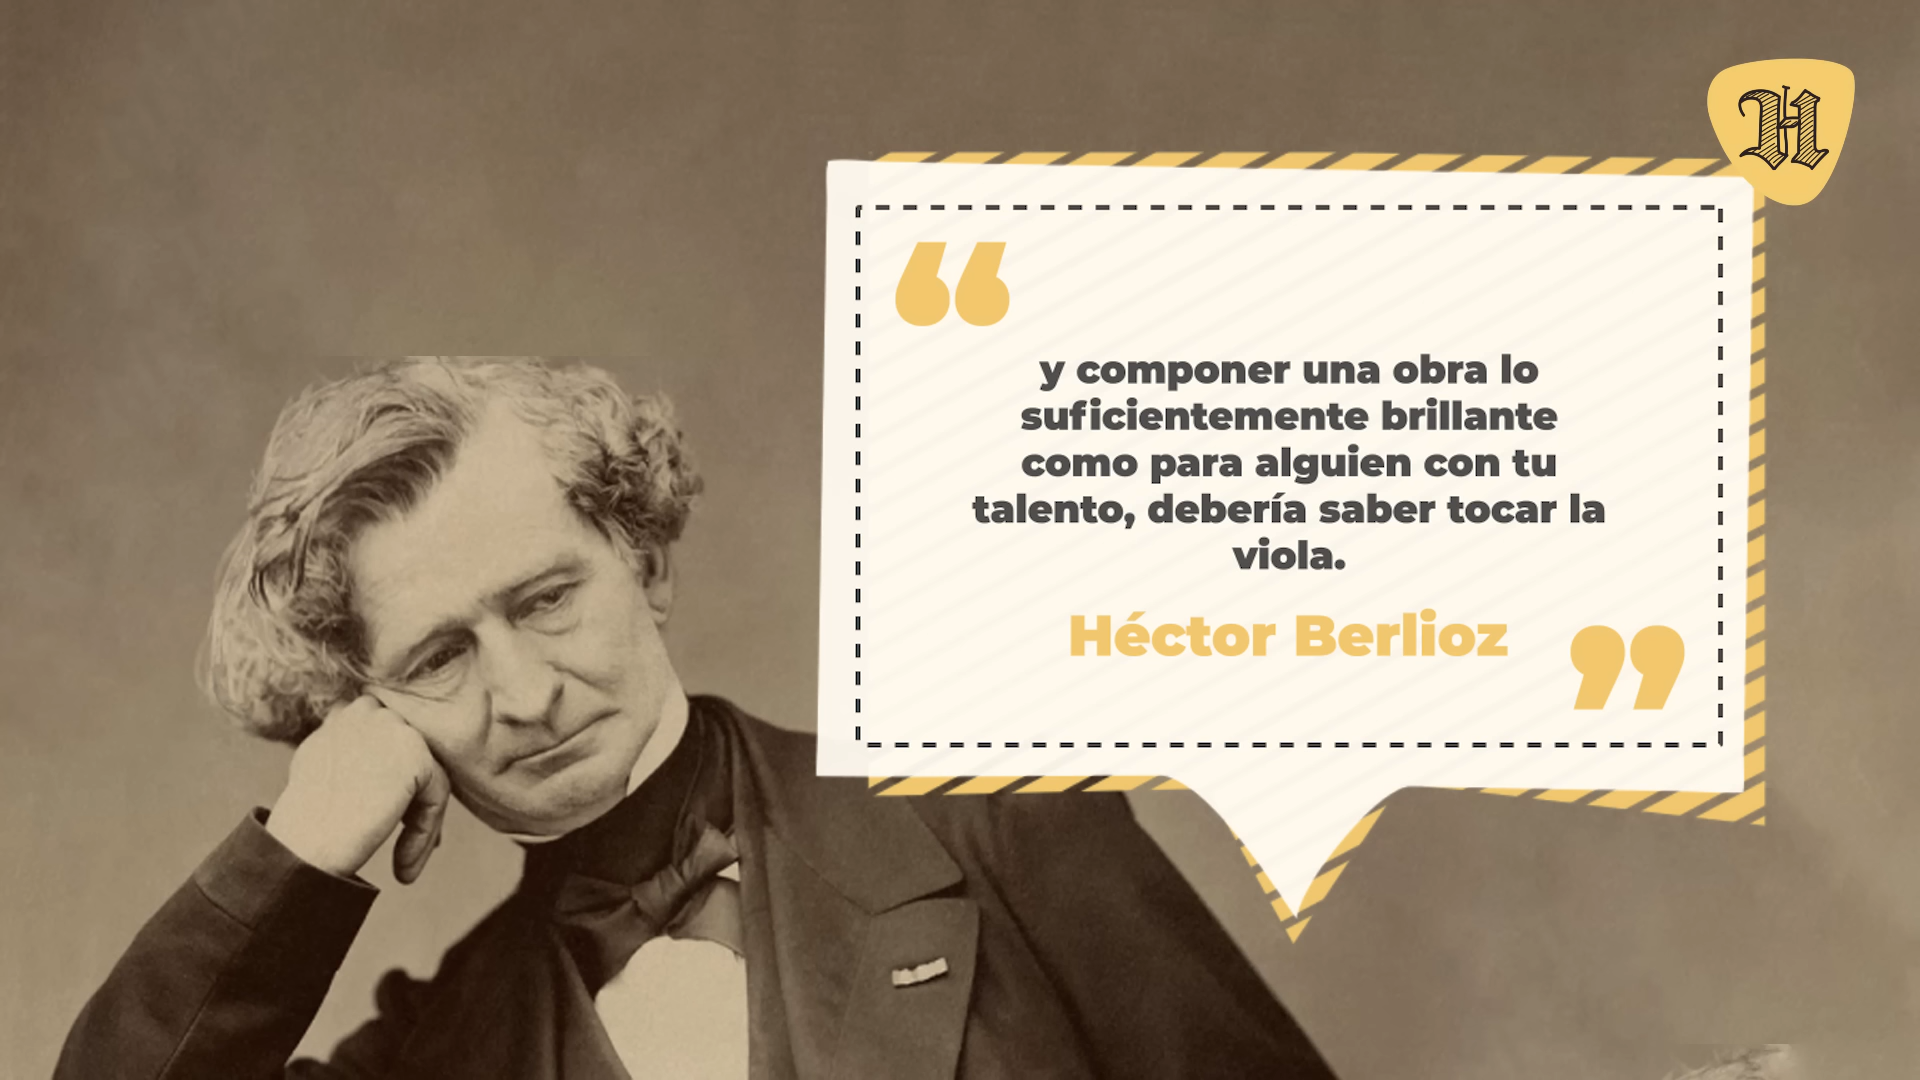 H
“
y componer una obra lo
suficientemente brillante
como para alguien con tu
talento, debería saber tocar la
viola.
Héctor Berlioz
”